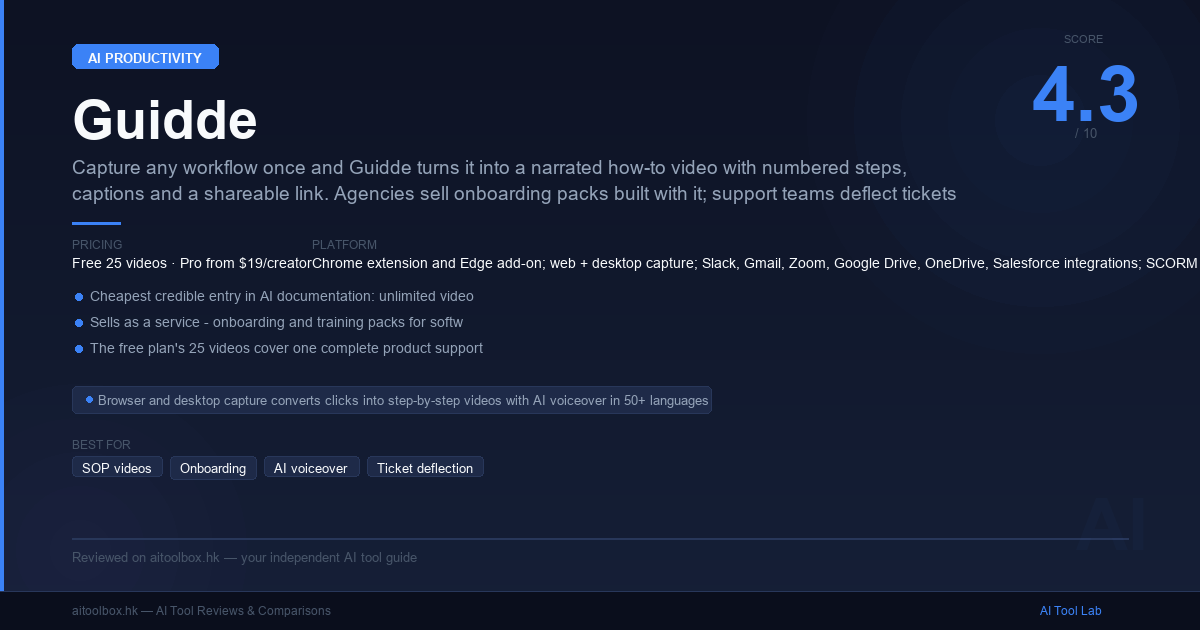 AI PRODUCTIVITY
SCORE
4.3
/ 10
Guidde
Capture any workflow once and Guidde turns it into a narrated how-to video with numbered steps,
captions and a shareable link. Agencies sell onboarding packs built with it; support teams deflect tickets
PRICING
PLATFORM
Free 25 videos · Pro from $19/creator
Chrome extension and Edge add-on; web + desktop capture; Slack, Gmail, Zoom, Google Drive, OneDrive, Salesforce integrations; SCORM
Cheapest credible entry in AI documentation: unlimited video
Sells as a service - onboarding and training packs for softw
The free plan's 25 videos cover one complete product support
Browser and desktop capture converts clicks into step-by-step videos with AI voiceover in 50+ languages
BEST FOR
SOP videos
Onboarding
AI voiceover
Ticket deflection
AI
Reviewed on aitoolbox.hk — your independent AI tool guide
aitoolbox.hk — AI Tool Reviews & Comparisons
AI Tool Lab